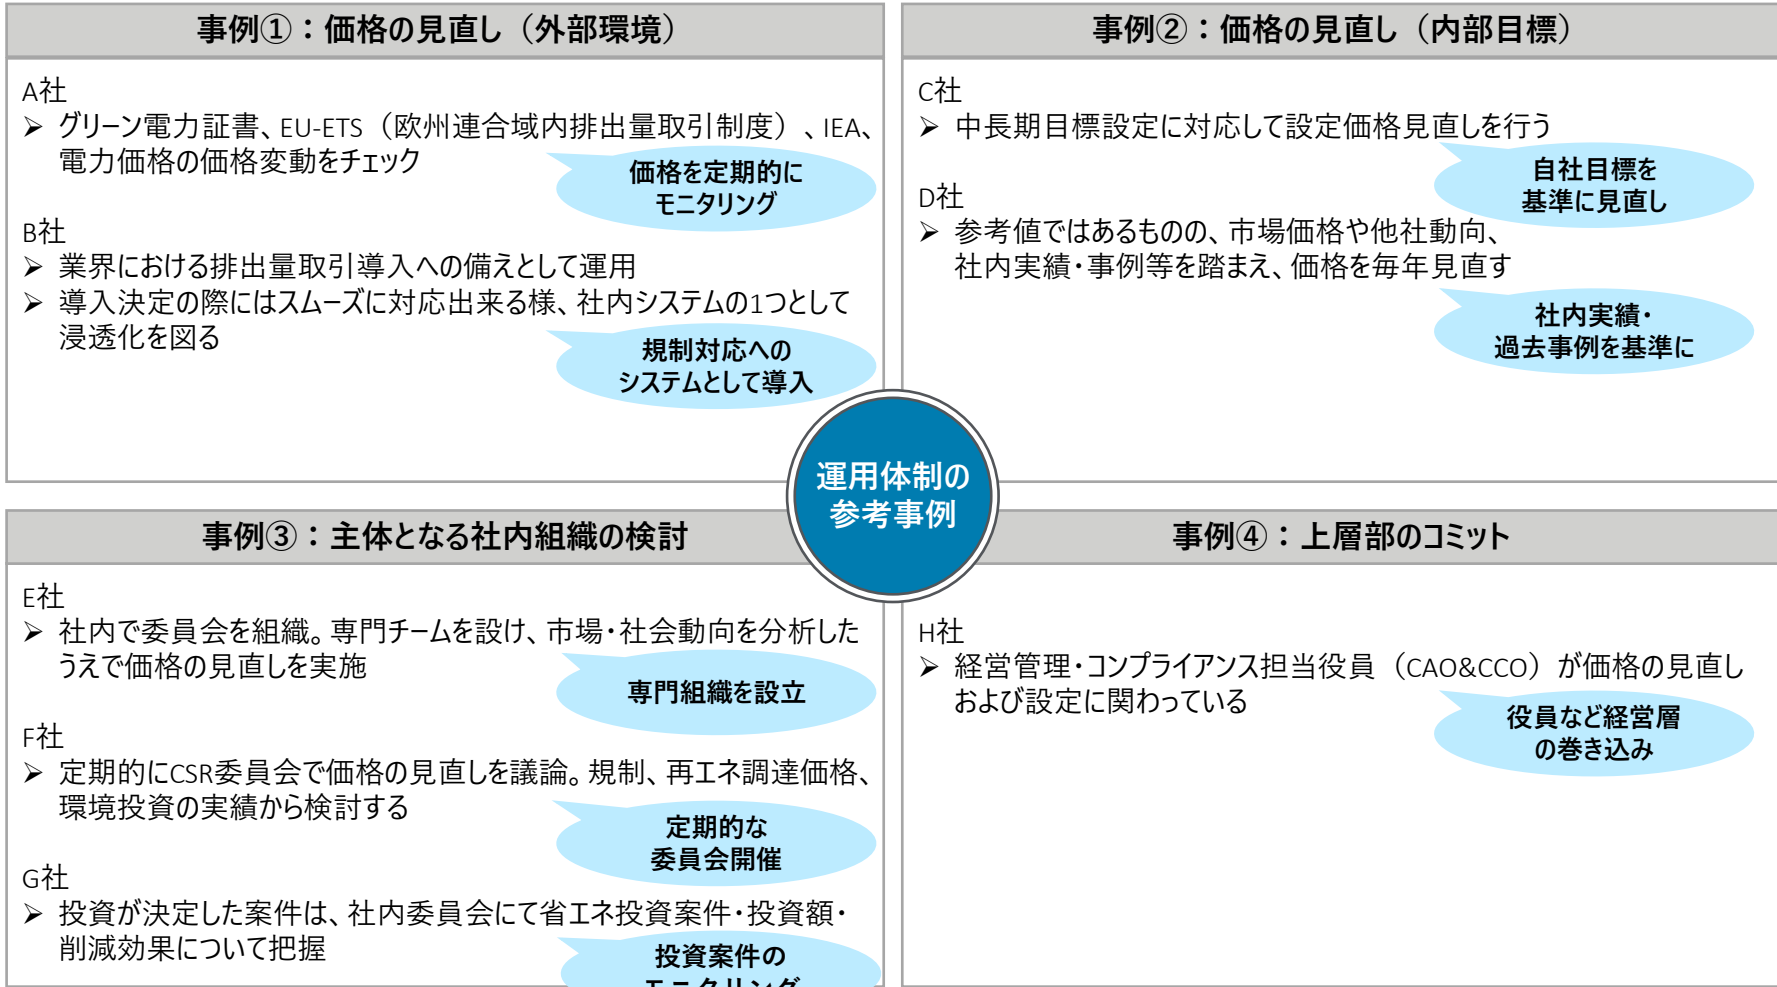 事例①：価格の見直し（外部環境）
A社
➢ グリーン電力証書、EU-ETS（欧州連合域内排出量取引制度）、IEA、
電力価格の価格変動をチェック
価格を定期的に
モニタリング
B社
➢ 業界における排出量取引導入への備えとして運用
➢ 導入決定の際にはスムーズに対応出来る様、社内システムの1つとして
浸透化を図る
規制対応への
システムとして導入
事例②：価格の見直し（内部目標）
C社
➢ 中長期目標設定に対応して設定価格見直しを行う
自社目標を
基準に見直し
D社
➢ 参考値ではあるものの、市場価格や他社動向、
社内実績・事例等を踏まえ、価格を毎年見直す
社内実績・
過去事例を基準に
運用体制の
参考事例
事例③：主体となる社内組織の検討
E社
➢ 社内で委員会を組織。専門チームを設け、市場・社会動向を分析した
うえで価格の見直しを実施
専門組織を設立
F社
➢ 定期的にCSR委員会で価格の見直しを議論。規制、再エネ調達価格、
環境投資の実績から検討する
定期的な
委員会開催
G社
➢ 投資が決定した案件は、社内委員会にて省エネ投資案件・投資額・
削減効果について把握
投資案件の
モニタリング
事例④：上層部のコミット
H社
➢ 経営管理・コンプライアンス担当役員（CAO&CCO）が価格の見直し
および設定に関わっている
役員など経営層
の巻き込み